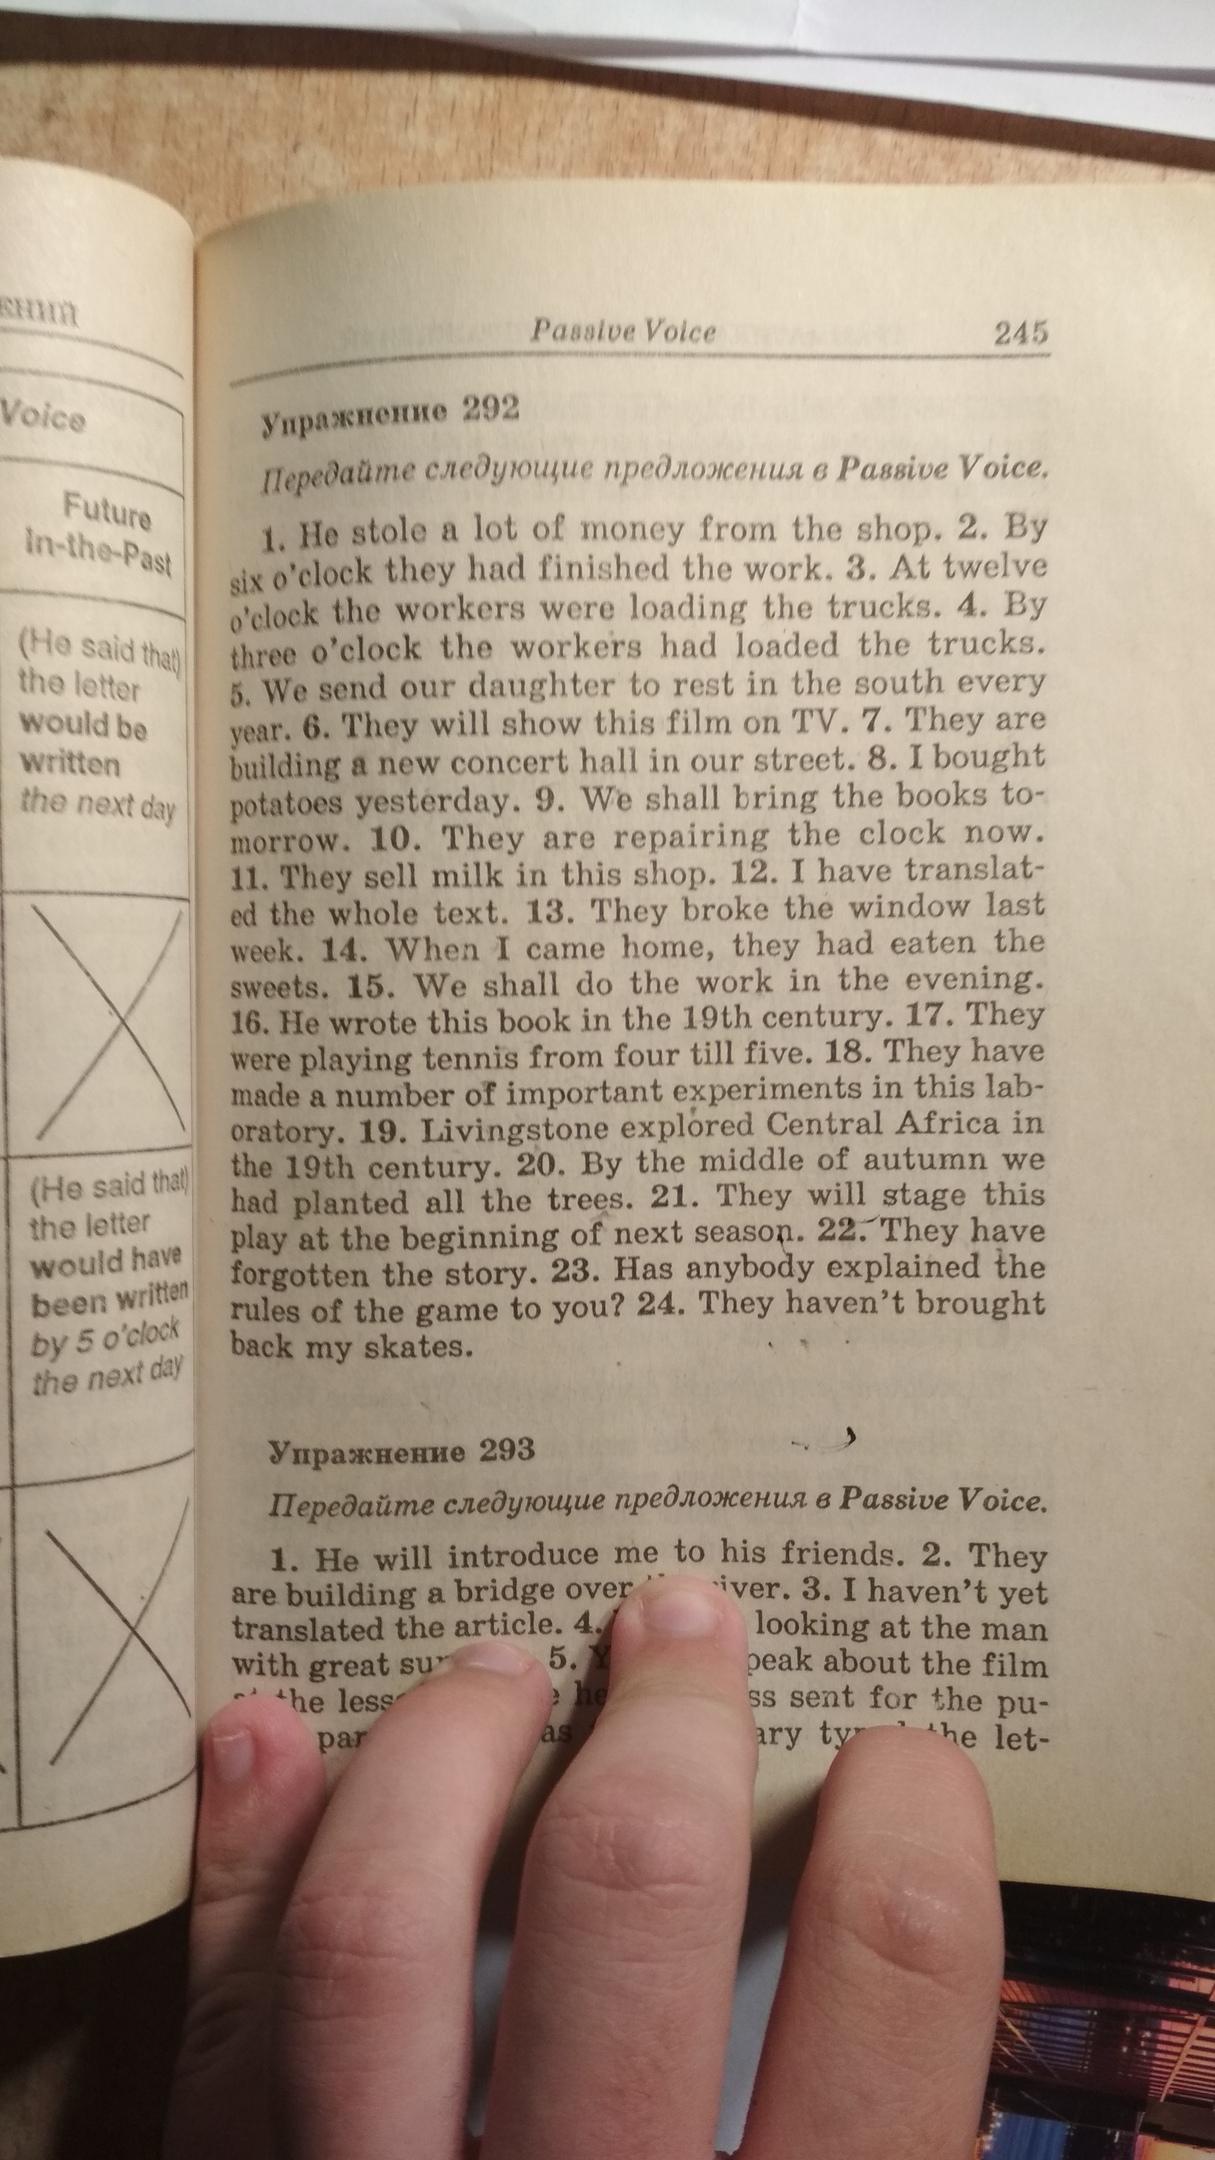 ений
Voice
Future
in-the-Past
(He said that)
the letter
would be
written
the next day
(He said that)
the letter
would have
been written
by 5 o'clock
the next day
Passive Voice 245
Упражнение 292
Передайте следующие предложения в Passive Voice.
1. He stole a lot of money from the shop. 2. By
six o'clock they had finished the work. 3. At twelve
o'clock the workers were loading the trucks. 4. By
three o'clock the workers had loaded the trucks.
5. We send our daughter to rest in the south every
year. 6. They will show this film on TV. 7. They are
building a new concert hall in our street. 8. I bought
potatoes yesterday. 9. We shall bring the books to-
morrow. 10. They are repairing the clock now.
11. They sell milk in this shop. 12. I have translat-
ed the whole text. 13. They broke the window last
week. 14. When I came home, they had eaten the
sweets. 15. We shall do the work in the evening.
16. He wrote this book in the 19th century. 17. They
were playing tennis from four till five. 18. They have
made a number of important experiments in this lab-
oratory. 19. Livingstone explored Central Africa in
the 19th century. 20. By the middle of autumn we
had planted all the trees. 21. They will stage this
play at the beginning of next season. 22. They have
forgotten the story. 23. Has anybody explained the
rules of the game to you? 24. They haven't brought
back my skates.
Упражнение 293
Передайте следующие предложения в Passive Voice.
1. He will introduce me to his friends. 2. They
are building a bridge over river. 3. I haven't yet
translated the article. 4. looking at the man
with great 5. about the film
the sent for the pu-
the let-